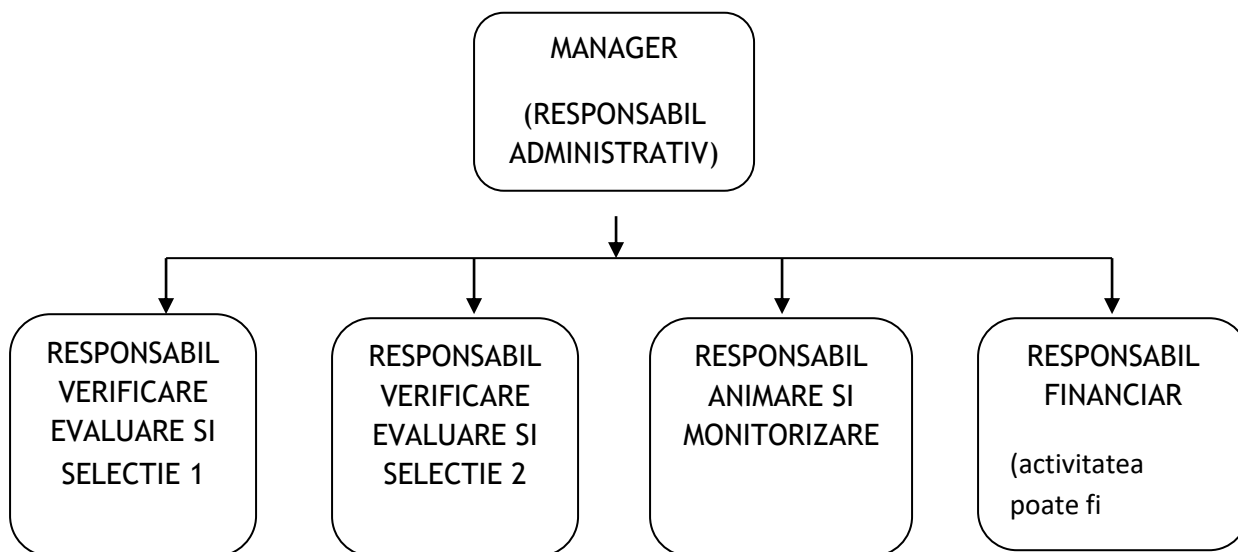 MANAGER
(RESPONSABIL
ADMINISTRATIV)
RESPONSABIL
VERIFICARE
EVALUARE SI
SELECTIE 1
RESPONSABIL
VERIFICARE
EVALUARE SI
SELECTIE 2
RESPONSABIL
ANIMARE SI
MONITORIZARE
RESPONSABIL
FINANCIAR
(activitatea
poate fi